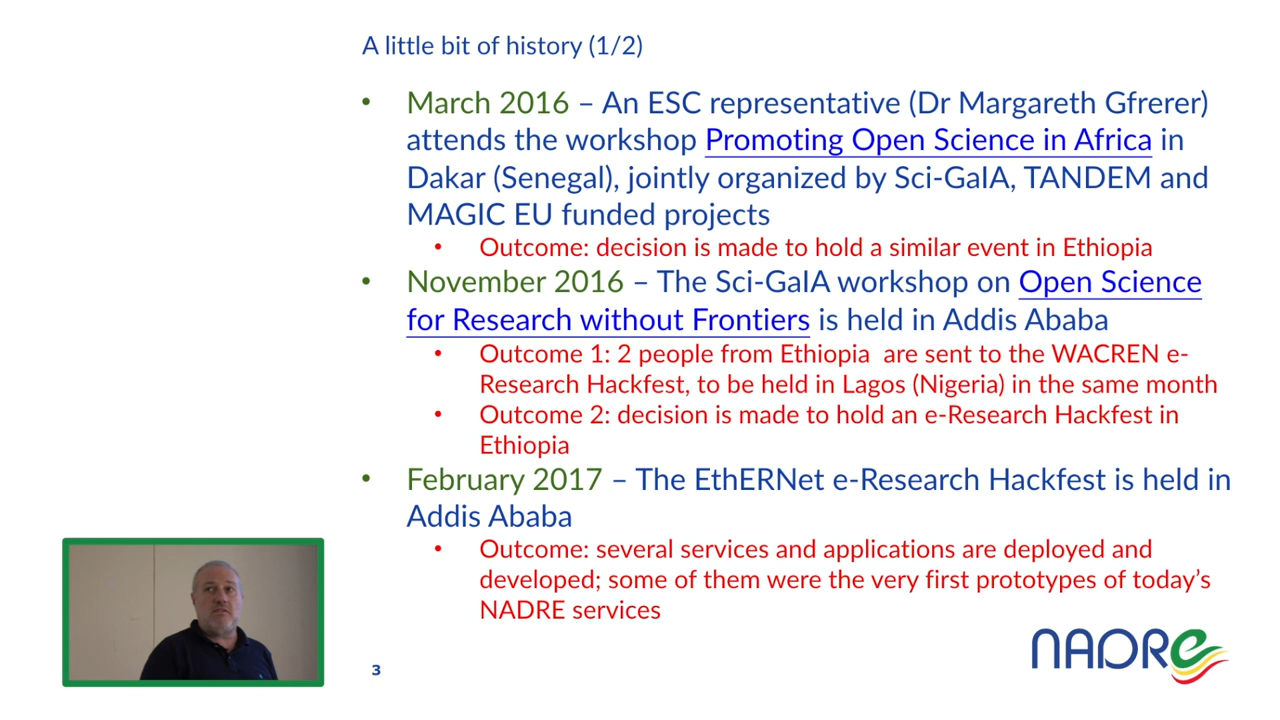 A little bit of history (1/2)
• March 2016 – An ESC representative (Dr Margareth Gfrerer)
attends the workshop Promoting Open Science in Africa in
Dakar (Senegal), jointly organized by Sci-GaIA, TANDEM and
MAGIC EU funded projects
• Outcome: decision is made to hold a similar event in Ethiopia
• November 2016 – The Sci-GaIA workshop on Open Science
for Research without Frontiers is held in Addis Ababa
• Outcome 1: 2 people from Ethiopia  are sent to the WACREN e-
Research Hackfest, to be held in Lagos (Nigeria) in the same month
• Outcome 2: decision is made to hold an e-Research Hackfest in
Ethiopia
• February 2017 – The EthERNet e-Research Hackfest is held in
Addis Ababa
• Outcome: several services and applications are deployed and
developed; some of them were the very first prototypes of today’s
NADRE services
3
NADRe